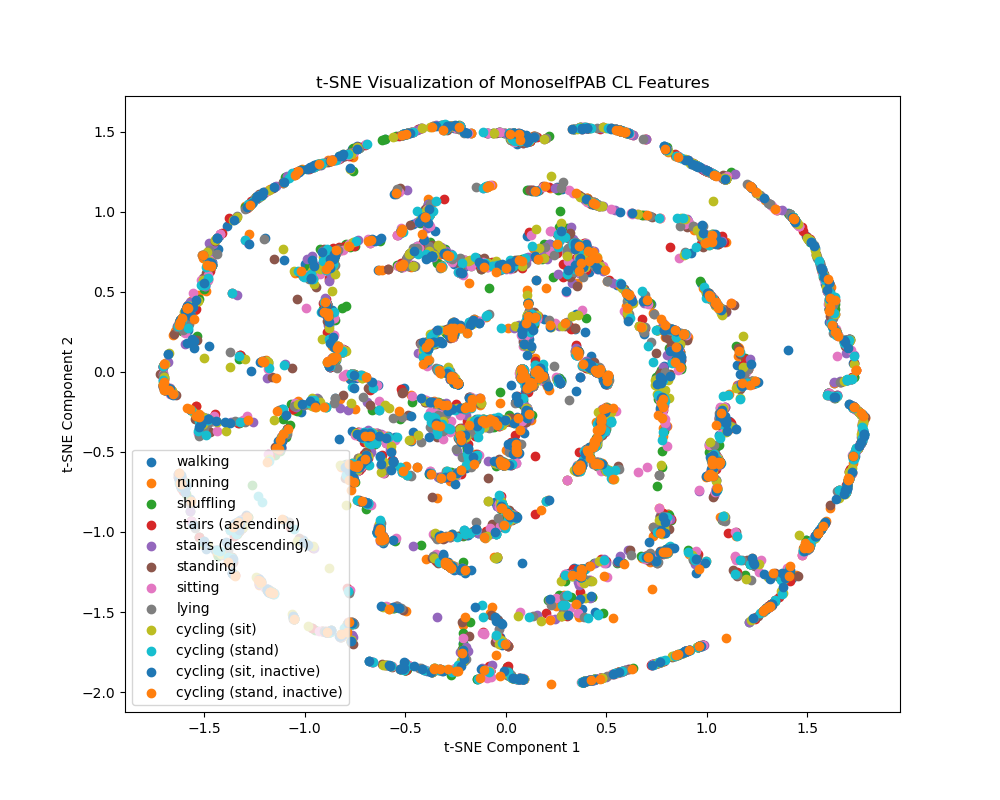 t-SNE Visualization of MonoselfPAB CL Features
t-SNE Component 2
1.5
1.0
0.5
0.0
−0.5
−1.0
−1.5
−2.0
walking
running
shuffling
stairs (ascending)
stairs (descending)
standing
sitting
lying
cycling (sit)
cycling (stand)
cycling (sit, inactive)
cycling (stand, inactive)
−1.5 −1.0 −0.5 0.0 0.5 1.0 1.5
t-SNE Component 1